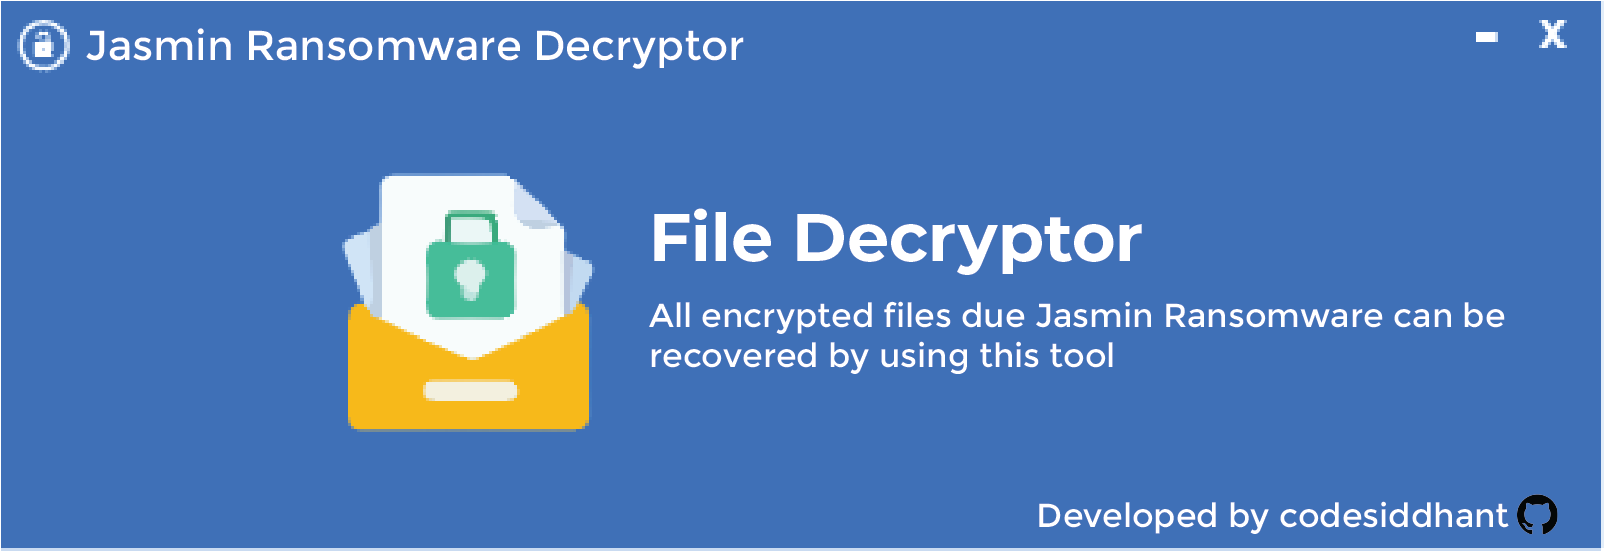 Jasmin Ransomware Decryptor
- X
File Decryptor
All encrypted files due Jasmin Ransomware can be
recovered by using this tool
Developed by codesiddhant